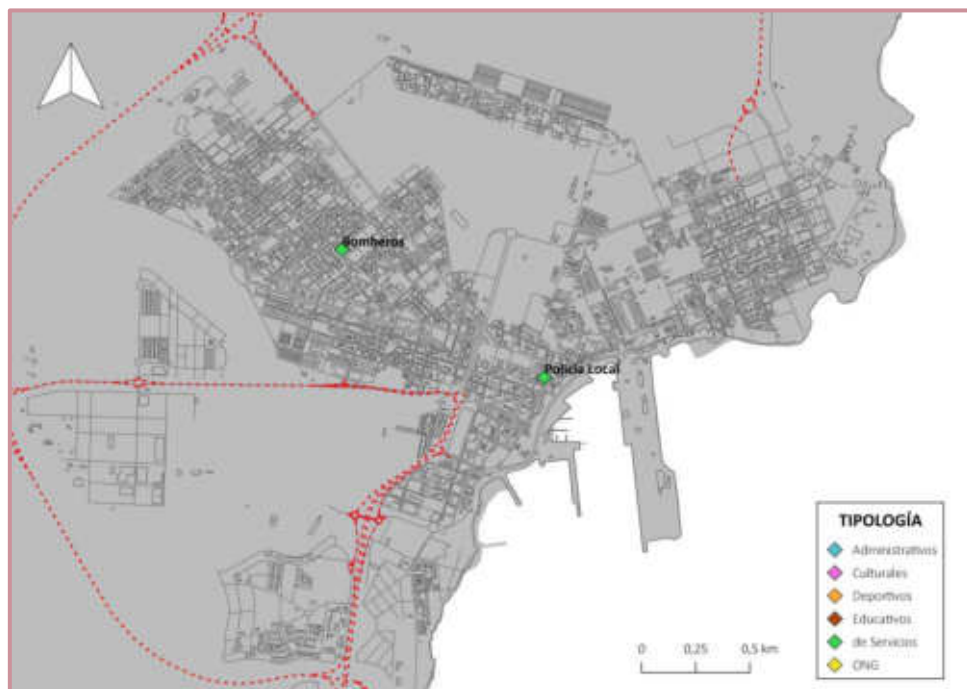 Bomberos
Policía Local
TIPOLOGÍA
Administrativos
Culturales
Deportivos
Educativos
de Servicios
ONG
0 0,25 0,5 km